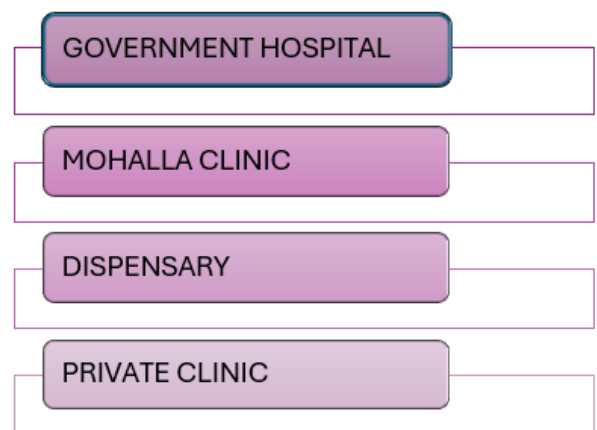 GOVERNMENT HOSPITAL
MOHALLA CLINIC
DISPENSARY
PRIVATE CLINIC